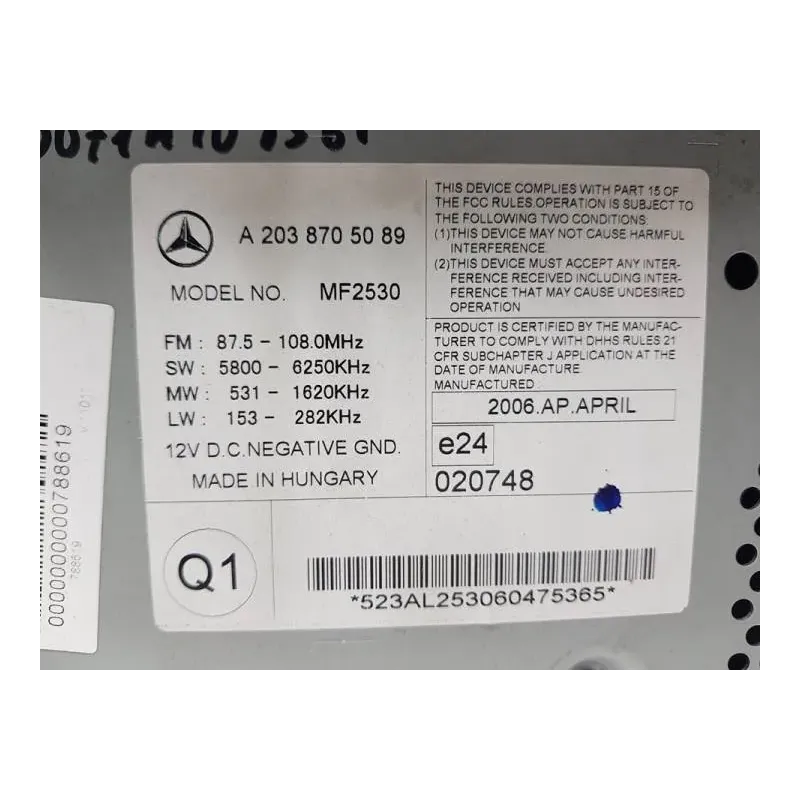 A 203 870 50 89
MODEL NO. MF2530
FM : 87.5 - 108.0MHz
SW : 5800 - 6250KHz
MW : 531 - 1620KHz
LW : 153 - 282KHz
12V D.C.NEGATIVE GND.
MADE IN HUNGARY
THIS DEVICE COMPLIES WITH PART 15 OF
THE FCC RULES.OPERATION IS SUBJECT TO
THE FOLLOWING TWO CONDITIONS:
(1)THIS DEVICE MAY NOT CAUSE HARMFUL
INTERFERENCE.
(2)THIS DEVICE MUST ACCEPT ANY INTER-
FERENCE RECEIVED INCLUDING INTER-
FERENCE THAT MAY CAUSE UNDESIRED
OPERATION
PRODUCT IS CERTIFIED BY THE MANUFAC-
TURER TO COMPLY WITH DHHS RULES 21
CFR SUBCHAPTER J APPLICATION AT THE
DATE OF MANUFACTURE.
MANUFACTURED
2006.AP.APRIL
e24
020748
Q1
*523AL253060475365*
0000000000788619
788619